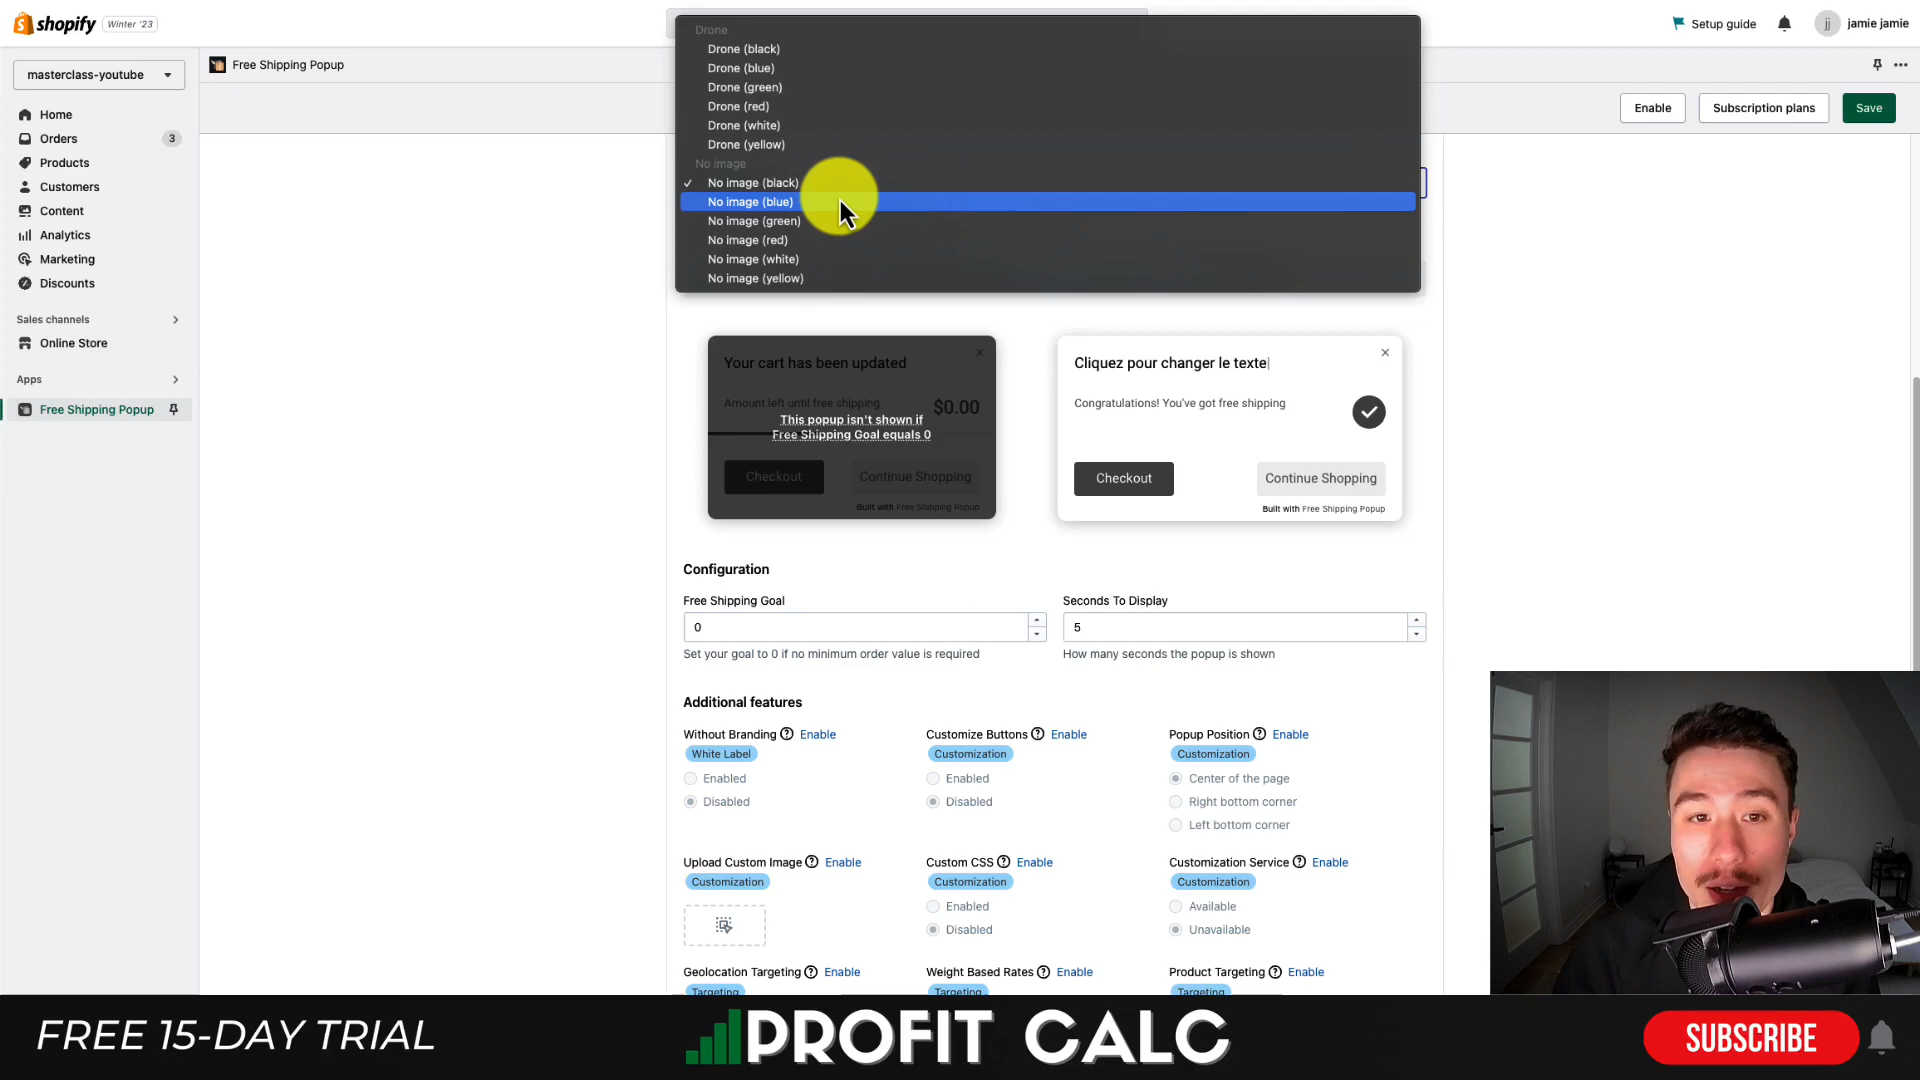 shopify Winter '23
Setup guide
jj jamie jamie
masterclass-youtube
Home
Orders 3
Products
Customers
Content
Analytics
Marketing
Discounts
Sales channels
Online Store
Apps
Free Shipping Popup
Free Shipping Popup
Enable Subscription plans Save
Drone
Drone (black)
Drone (blue)
Drone (green)
Drone (red)
Drone (white)
Drone (yellow)
No image
No image (black)
No image (blue)
No image (green)
No image (red)
No image (white)
No image (yellow)
Your cart has been updated
Amount left until free shipping $0.00
This popup isn't shown if
Free Shipping Goal equals 0
Checkout Continue Shopping
Built with Free Shipping Popup
Cliquez pour changer le texte
Congratulations! You've got free shipping
Checkout Continue Shopping
Built with Free Shipping Popup
Configuration
Free Shipping Goal
0
Set your goal to 0 if no minimum order value is required
Seconds To Display
5
How many seconds the popup is shown
Additional features
Without Branding Enable
White Label
Enabled
Disabled
Customize Buttons Enable
Customization
Enabled
Disabled
Popup Position Enable
Customization
Center of the page
Right bottom corner
Left bottom corner
Upload Custom Image Enable
Customization
Custom CSS Enable
Customization
Enabled
Disabled
Customization Service Enable
Customization
Available
Unavailable
Geolocation Targeting Enable
Targeting
Weight Based Rates Enable
Targeting
Product Targeting Enable
Targeting
FREE 15-DAY TRIAL
PROFIT CALC
SUBSCRIBE